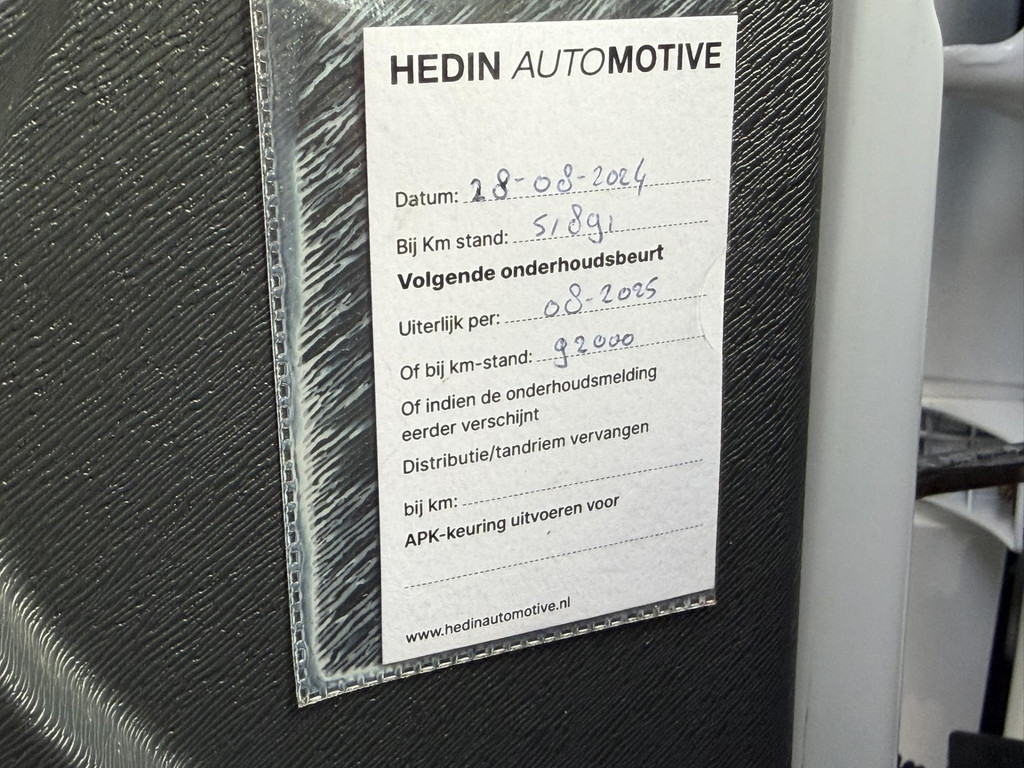 HEDIN AUTOMOTIVE
Datum: 28-08-2024
Bij Km stand: 51891
Volgende onderhoudsbeurt
Uiterlijk per: 08-2025
Of bij km-stand: 92000
Of indien de onderhoudsmelding
eerder verschijnt
Distributie/tandriem vervangen
bij km:
APK-keuring uitvoeren voor
www.hedinautomotive.nl